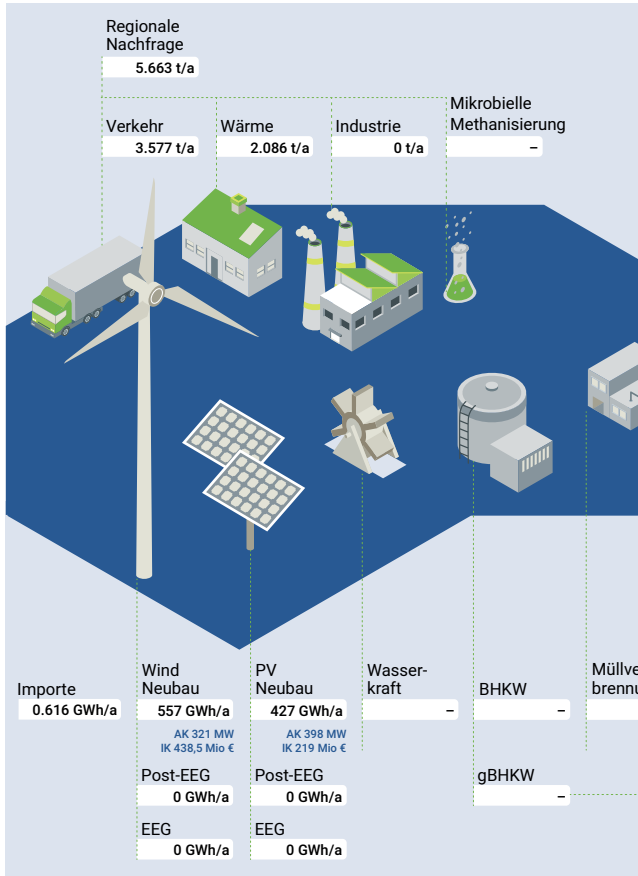 Regionale
Nachfrage
5.663 t/a
Verkehr
3.577 t/a
Wärme
2.086 t/a
Industrie
0 t/a
Mikrobielle
Methanisierung
–
Importe
0.616 GWh/a
Wind
Neubau
557 GWh/a
AK 321 MW
IK 438,5 Mio €
Post-EEG
0 GWh/a
EEG
0 GWh/a
PV
Neubau
427 GWh/a
AK 398 MW
IK 219 Mio €
Post-EEG
0 GWh/a
EEG
0 GWh/a
Wasser-
kraft
–
BHKW
–
gBHKW
–
Müllve
brennu